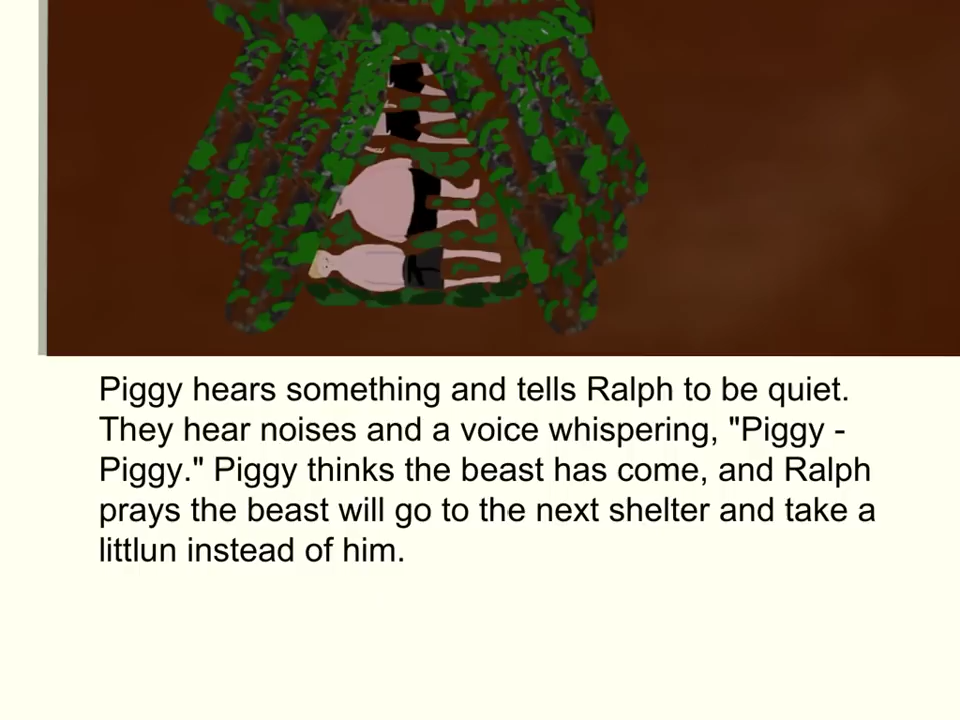 Piggy hears something and tells Ralph to be quiet.
They hear noises and a voice whispering, "Piggy -
Piggy." Piggy thinks the beast has come, and Ralph
prays the beast will go to the next shelter and take a
littlun instead of him.